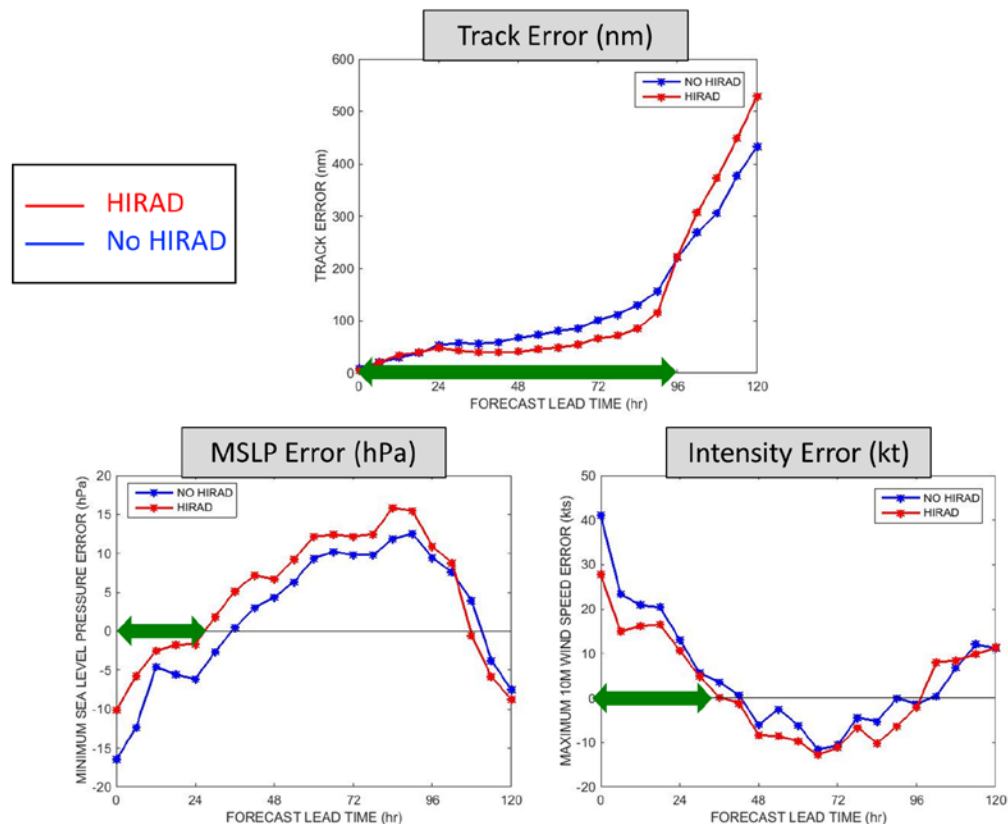 Track Error (nm)
600
500
400
300
200
100
0
TRACK ERROR (nm)
NO HIRAD
HIRAD
0 24 48 72 96 120
FORECAST LEAD TIME (hr)
HIRAD
No HIRAD
MSLP Error (hPa)
20
15
10
5
0
-5
-10
-15
-20
MINIMUM SEA LEVEL PRESSURE ERROR (hPa)
NO HIRAD
HIRAD
0 24 48 72 96 120
FORECAST LEAD TIME (hr)
Intensity Error (kt)
50
40
30
20
10
0
-10
-20
MAXIMUM 10M WIND SPEED ERROR (kts)
NO HIRAD
HIRAD
0 24 48 72 96 120
FORECAST LEAD TIME (hr)